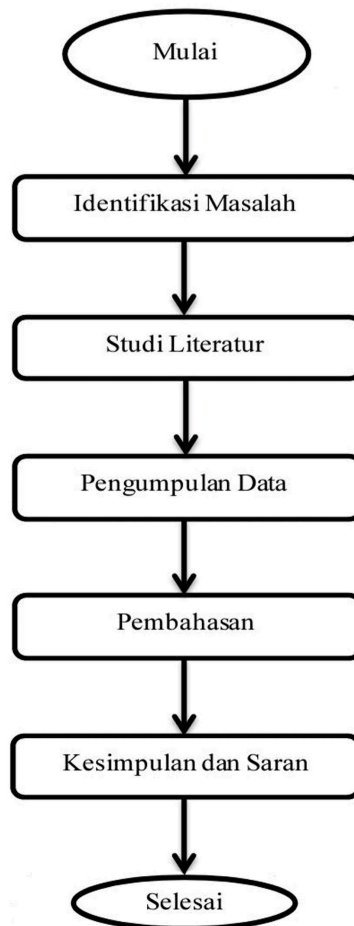 Mulai
Identifikasi Masalah
Studi Literatur
Pengumpulan Data
Pembahasan
Kesimpulan dan Saran
Selesai